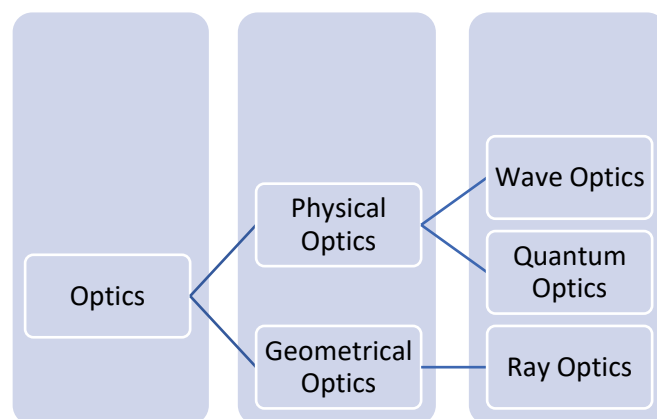 Optics
Physical
Optics
Geometrical
Optics
Wave Optics
Quantum
Optics
Ray Optics